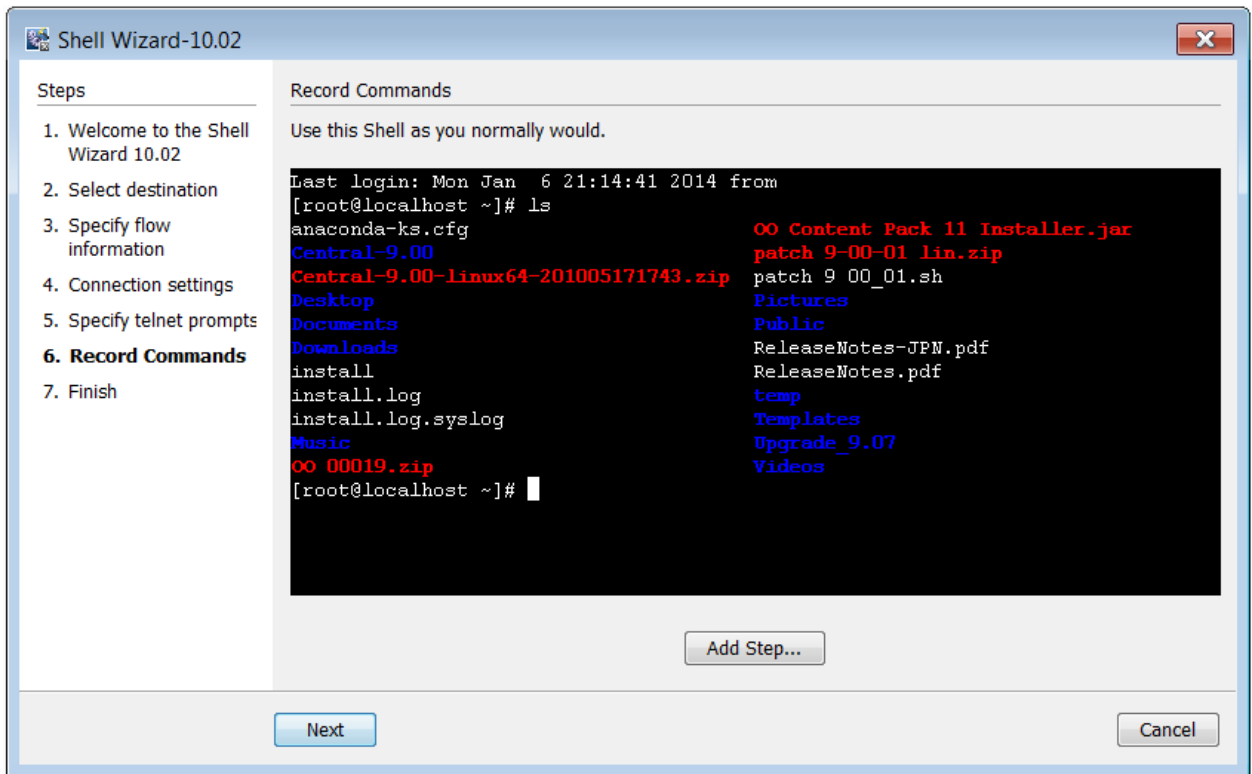 Shell Wizard-10.02
Steps
1. Welcome to the Shell
Wizard 10.02
2. Select destination
3. Specify flow
information
4. Connection settings
5. Specify telnet prompts
6. Record Commands
7. Finish
Record Commands
Use this Shell as you normally would.
Last login: Mon Jan  6 21:14:41 2014 from
[root@localhost ~]# ls
anaconda-ks.cfg OO Content Pack 11 Installer.jar
Central-9.00 patch 9-00-01 lin.zip
Central-9.00-linux64-201005171743.zip patch 9 00_01.sh
Desktop Pictures
Documents Public
Downloads ReleaseNotes-JPN.pdf
install ReleaseNotes.pdf
install.log temp
install.log.syslog Templates
Music Upgrade_9.07
OO 00019.zip Videos
[root@localhost ~]#
Add Step...
Next
Cancel